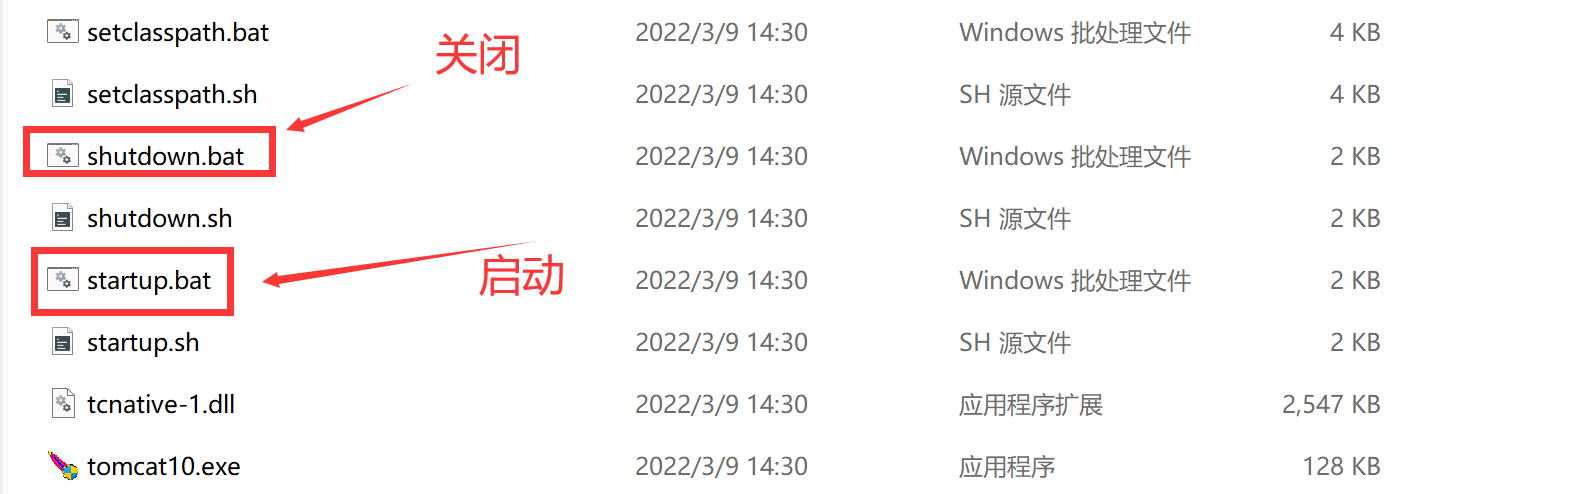 setclasspath.bat 2022/3/9 14:30 Windows 批处理文件 4 KB
关闭
setclasspath.sh 2022/3/9 14:30 SH 源文件 4 KB
shutdown.bat 2022/3/9 14:30 Windows 批处理文件 2 KB
shutdown.sh 2022/3/9 14:30 SH 源文件 2 KB
启动
startup.bat 2022/3/9 14:30 Windows 批处理文件 2 KB
startup.sh 2022/3/9 14:30 SH 源文件 2 KB
tcnative-1.dll 2022/3/9 14:30 应用程序扩展 2,547 KB
tomcat10.exe 2022/3/9 14:30 应用程序 128 KB